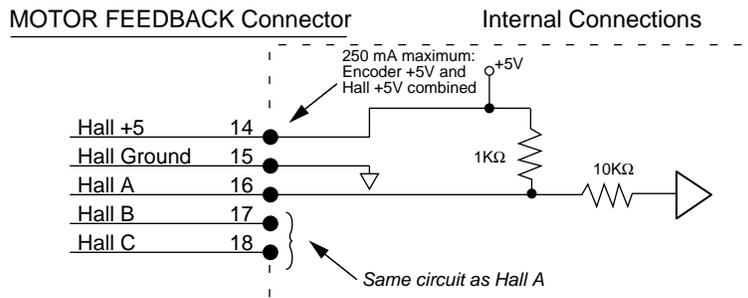 MOTOR FEEDBACK Connector
Internal Connections
250 mA maximum:
Encoder +5V and
Hall +5V combined
+5V
Hall +5 14
Hall Ground 15
Hall A 16
Hall B 17
Hall C 18
1KΩ
10KΩ
Same circuit as Hall A